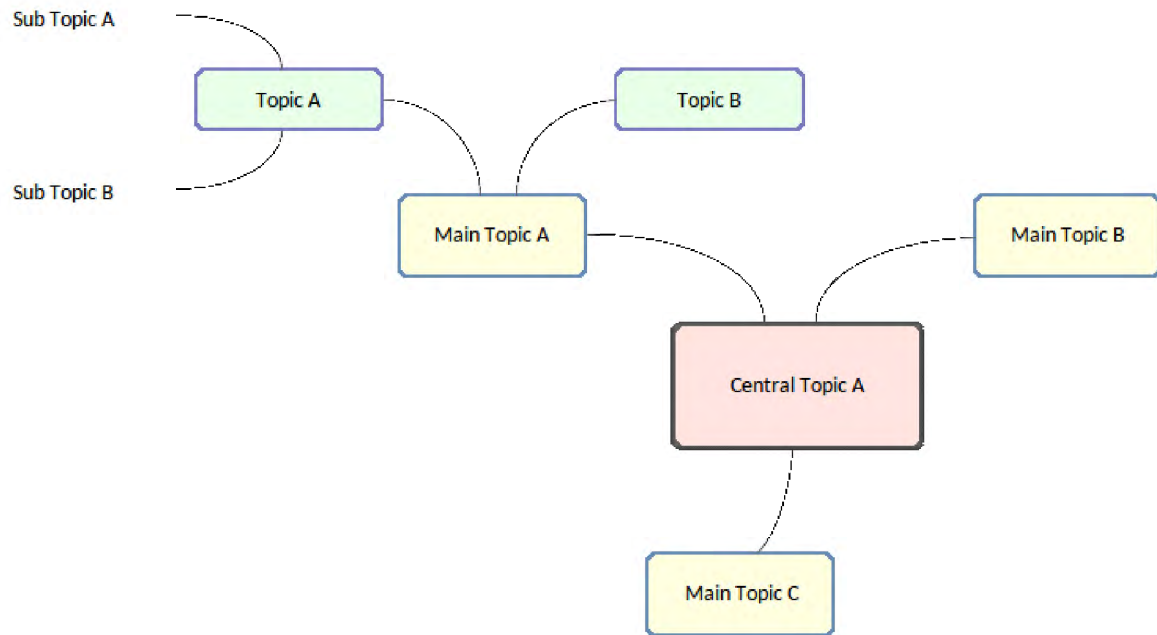 Sub Topic A
Topic A
Topic B
Sub Topic B
Main Topic A
Main Topic B
Central Topic A
Main Topic C